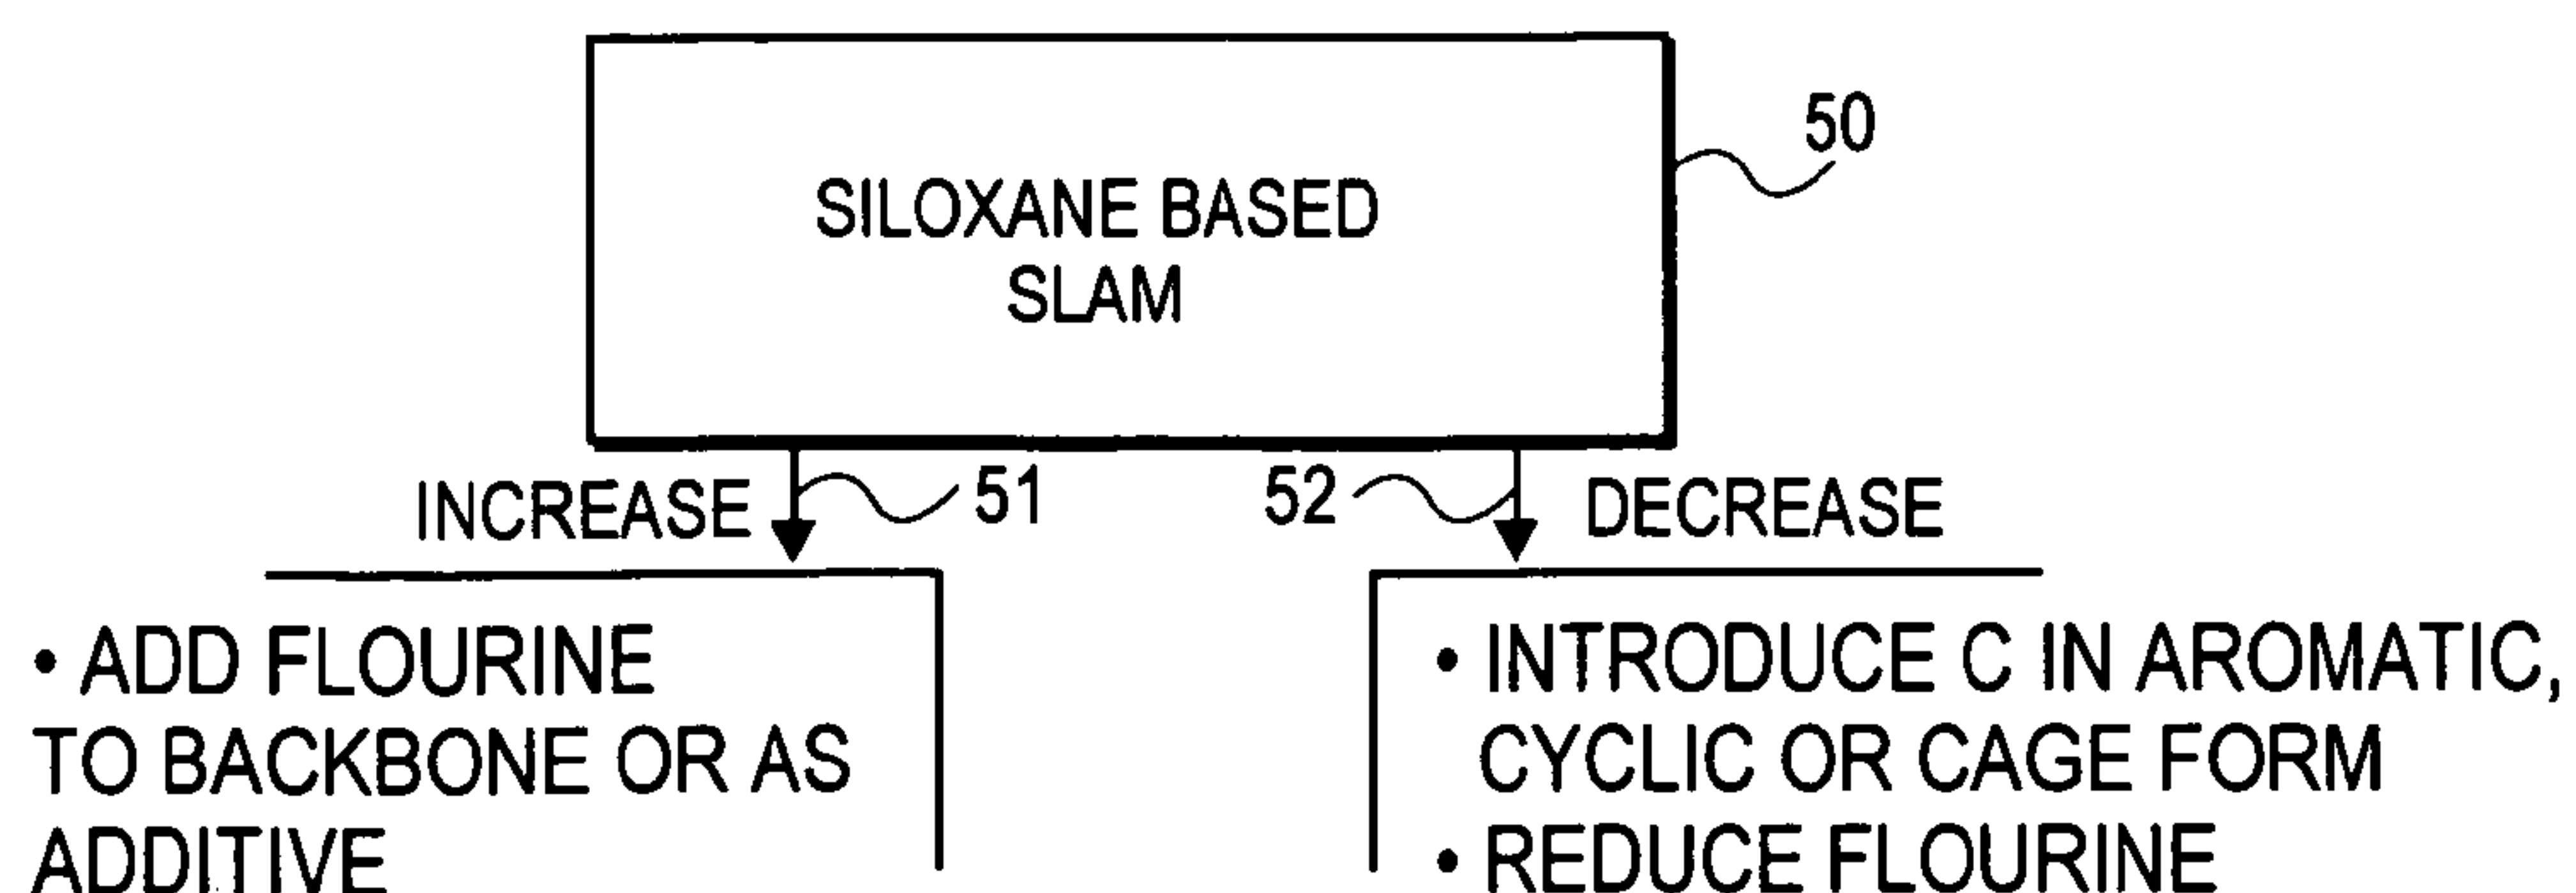 SILOXANE BASED
SLAM
50
INCREASE
51
52
DECREASE
• ADD FLOURINE
TO BACKBONE OR AS
ADDITIVE
• INTRODUCE C IN AROMATIC,
CYCLIC OR CAGE FORM
• REDUCE FLOURINE